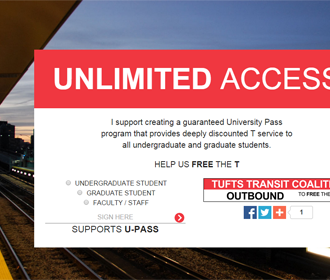 UNLIMITED ACCESS
I support creating a guaranteed University Pass
program that provides deeply discounted T service to
all undergraduate and graduate students.
HELP US FREE THE T
UNDERGRADUATE STUDENT
GRADUATE STUDENT
FACULTY / STAFF
SIGN HERE
SUPPORTS U-PASS
TUFTS TRANSIT COALIT
OUTBOUND TO FREE THE
1